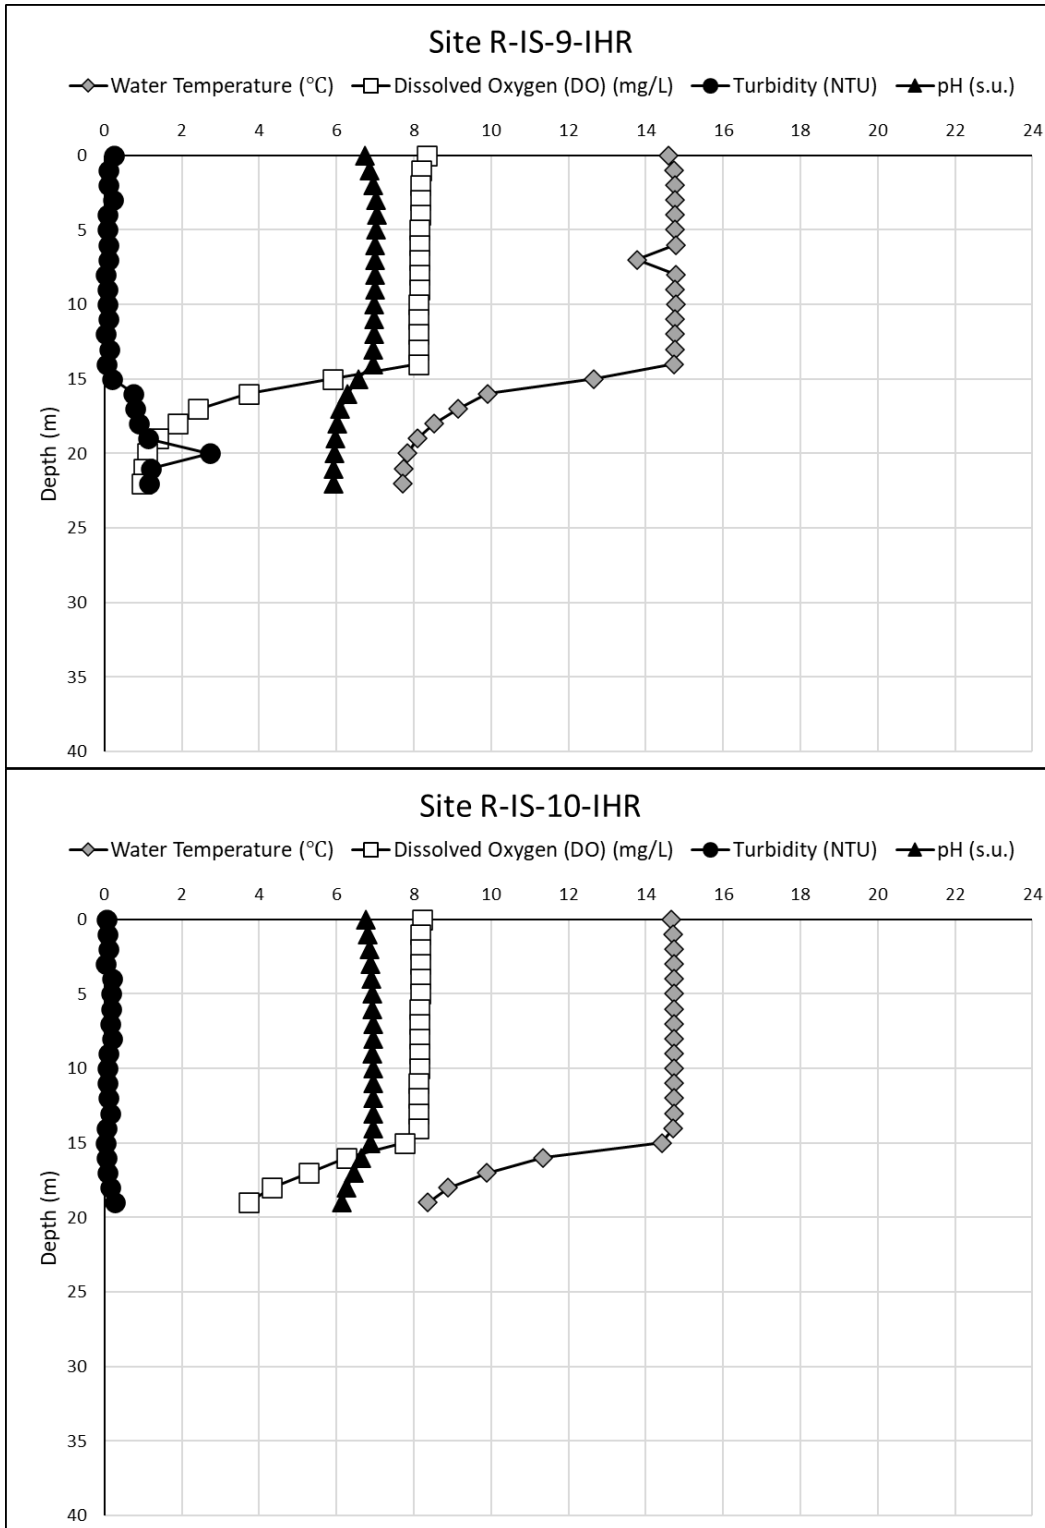 Site R-IS-9-IHR
Water Temperature (°C) Dissolved Oxygen (DO) (mg/L) Turbidity (NTU) pH (s.u.)
0 2 4 6 8 10 12 14 16 18 20 22 24
0
5
10
15
20
25
30
35
40
Depth (m)
Site R-IS-10-IHR
Water Temperature (°C) Dissolved Oxygen (DO) (mg/L) Turbidity (NTU) pH (s.u.)
0 2 4 6 8 10 12 14 16 18 20 22 24
0
5
10
15
20
25
30
35
40
Depth (m)